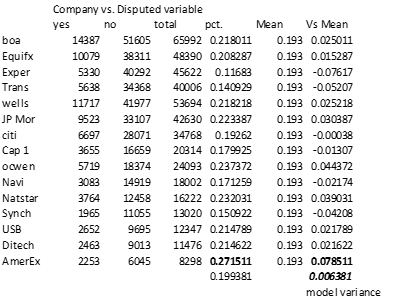 Company vs. Disputed variable
yes no total pct. Mean Vs Mean
boa 14387 51605 65992 0.218011 0.193 0.025011
Equifx 10079 38311 48390 0.208287 0.193 0.015287
Exper 5330 40292 45622 0.11683 0.193 -0.07617
Trans 5638 34368 40006 0.140929 0.193 -0.05207
wells 11717 41977 53694 0.218218 0.193 0.025218
JP Mor 9523 33107 42630 0.223387 0.193 0.030387
citi 6697 28071 34768 0.19262 0.193 -0.00038
Cap 1 3655 16659 20314 0.179925 0.193 -0.01307
ocwen 5719 18374 24093 0.237372 0.193 0.044372
Navi 3083 14919 18002 0.171259 0.193 -0.02174
Natstar 3764 12458 16222 0.232031 0.193 0.039031
Synch 1965 11055 13020 0.150922 0.193 -0.04208
USB 2652 9695 12347 0.214789 0.193 0.021789
Ditech 2463 9013 11476 0.214622 0.193 0.021622
AmerEx 2253 6045 8298 0.271511 0.193 0.078511
0.199381 0.006381
model variance